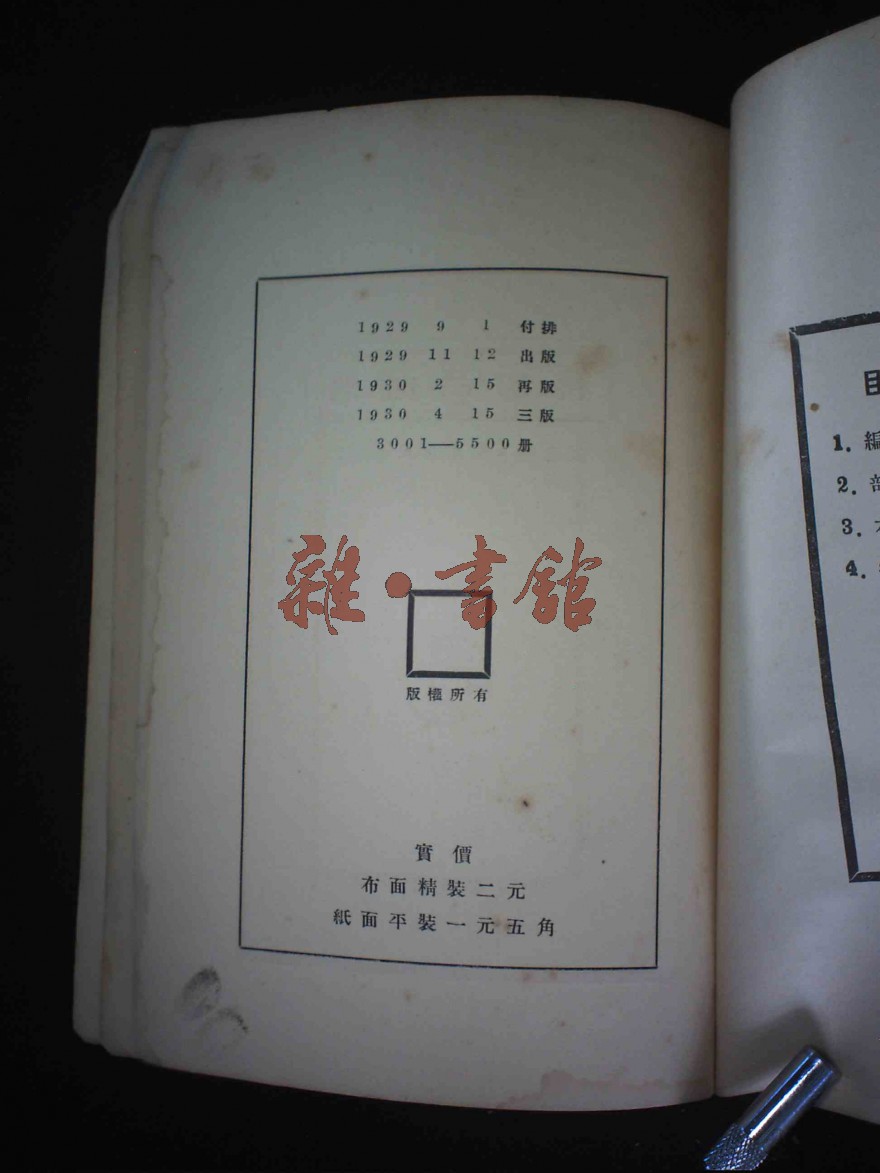 1929 9 1 付排
1929 11 12 出版
1930 2 15 再版
1930 4 15 三版
3001—5500册
雜·書館
版權所有
實價
布面精裝二元
紙面平裝一元五角
目
1. 編
2. 部
3.
4.